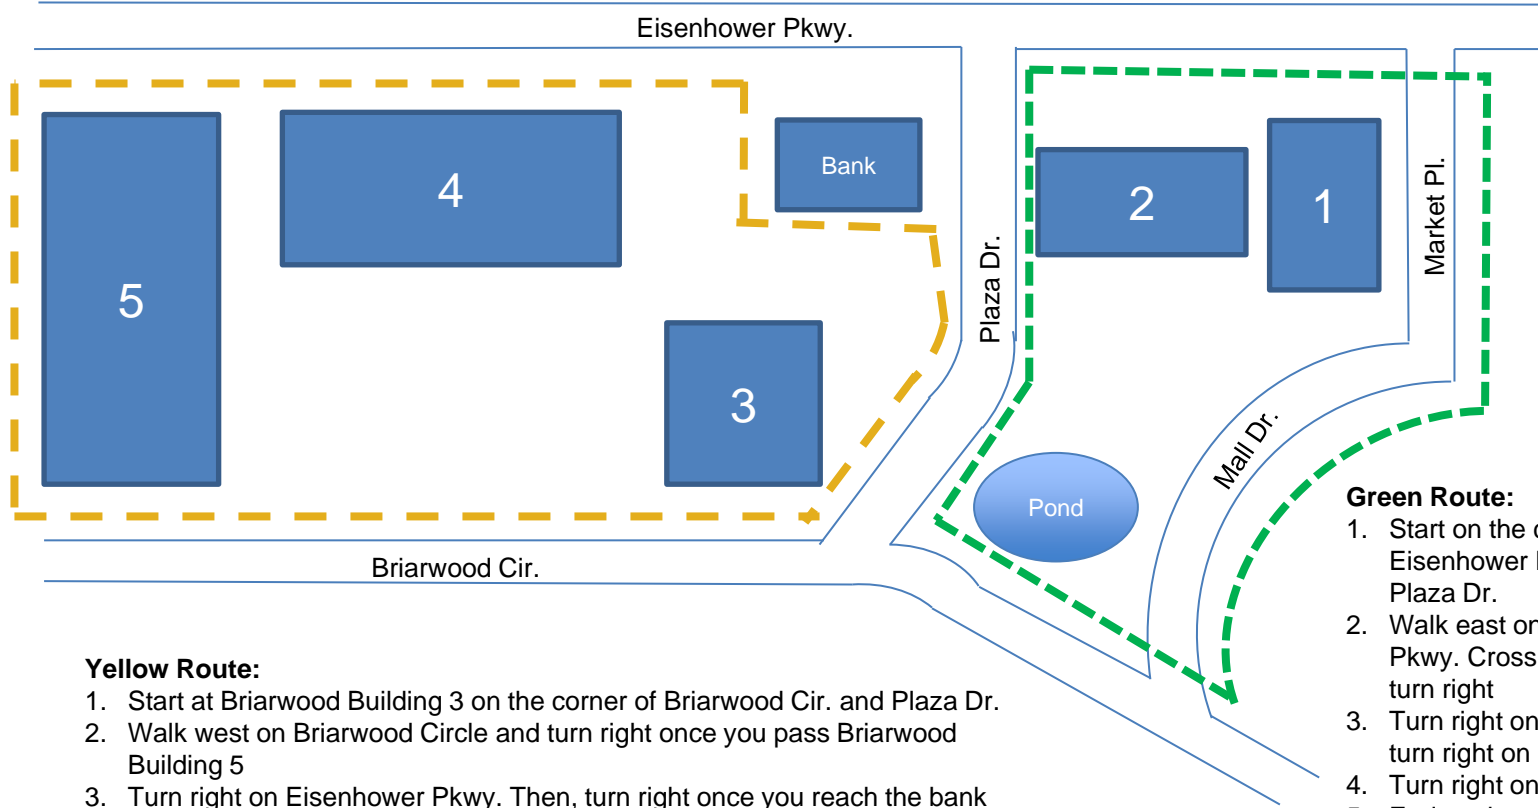 Eisenhower Pkwy.
Bank
4
2
1
5
Plaza Dr.
Market Pl.
3
Mall Dr.
Pond
Briarwood Cir.
Yellow Route:
1. Start at Briarwood Building 3 on the corner of Briarwood Cir. and Plaza Dr.
2. Walk west on Briarwood Circle and turn right once you pass Briarwood
Building 5
3. Turn right on Eisenhower Pkwy. Then, turn right once you reach the bank
Green Route:
1. Start on the
Eisenhower
Plaza Dr.
2. Walk east on
Pkwy. Cross
turn right
3. Turn right on
turn right on
4. Turn right on